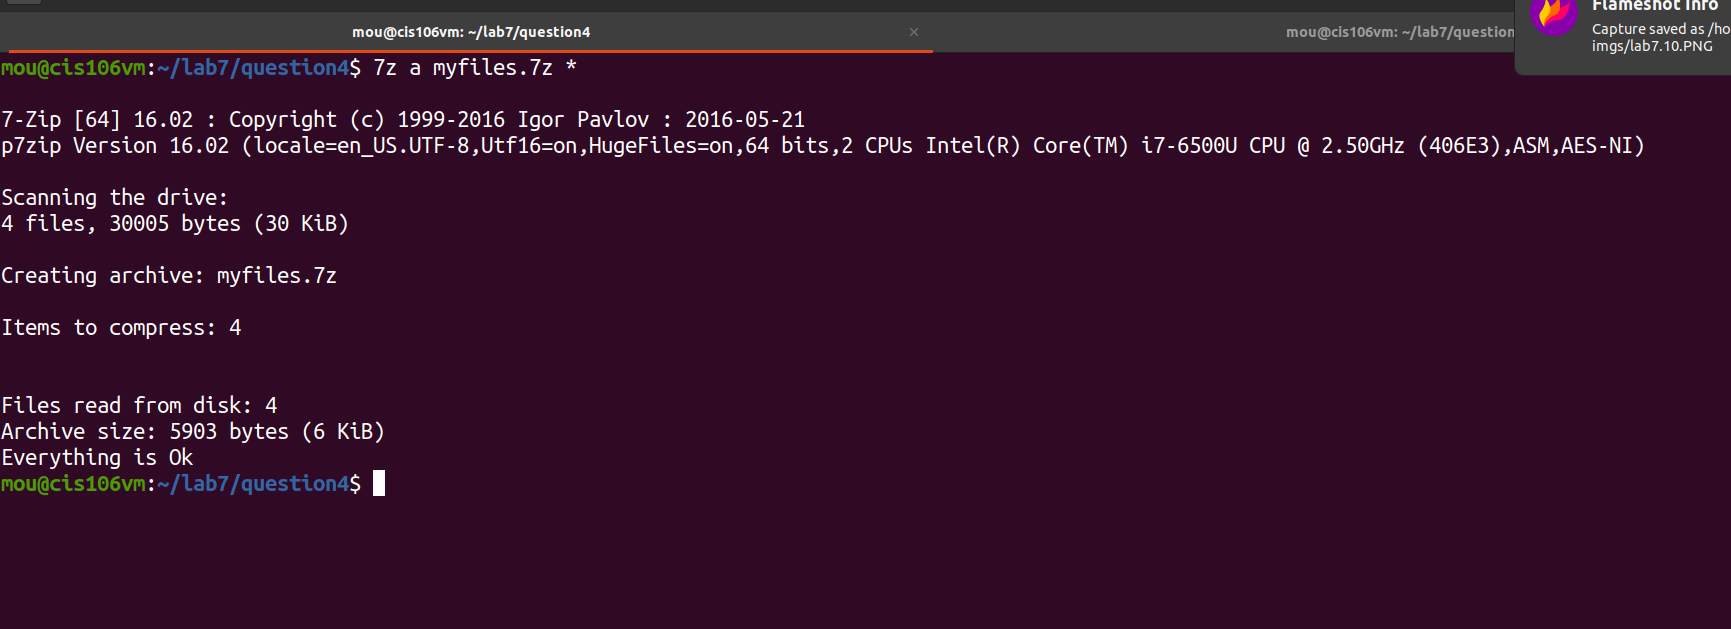 mou@cis106vm: ~/lab7/question4 ×
mou@cis106vm: ~/lab7/question
Flameshot Info
Capture saved as /ho
imgs/lab7.10.PNG
mou@cis106vm:~/lab7/question4$ 7z a myfiles.7z *
7-Zip [64] 16.02 : Copyright (c) 1999-2016 Igor Pavlov : 2016-05-21
p7zip Version 16.02 (locale=en_US.UTF-8,Utf16=on,HugeFiles=on,64 bits,2 CPUs Intel(R) Core(TM) i7-6500U CPU @ 2.50GHz (406E3),ASM,AES-NI)
Scanning the drive:
4 files, 30005 bytes (30 KiB)
Creating archive: myfiles.7z
Items to compress: 4
Files read from disk: 4
Archive size: 5903 bytes (6 KiB)
Everything is Ok
mou@cis106vm:~/lab7/question4$